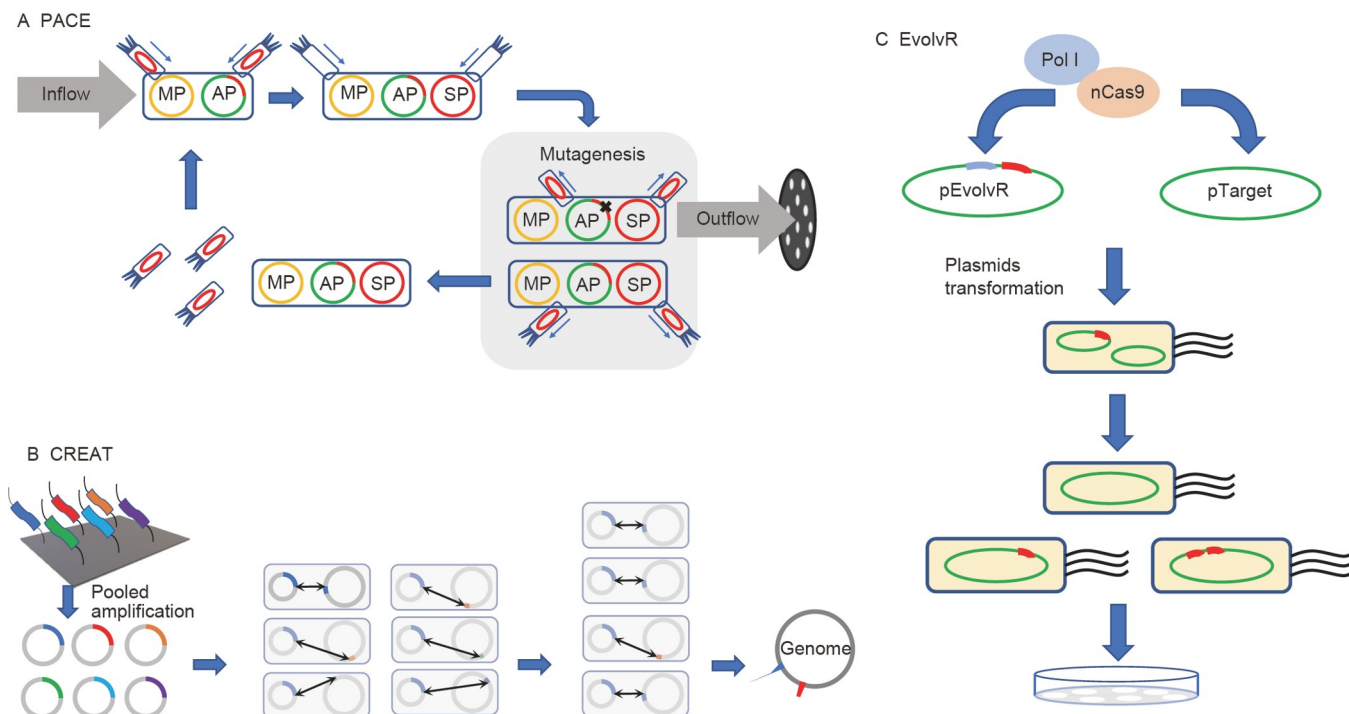 A PACE
Inflow
MP AP
MP AP SP
Mutagenesis
MP AP SP
Outflow
MP AP SP
MP AP SP
B CREAT
Pooled
amplification
Genome
C EvolvR
Pol I
nCas9
pEvolvR
pTarget
Plasmids
transformation